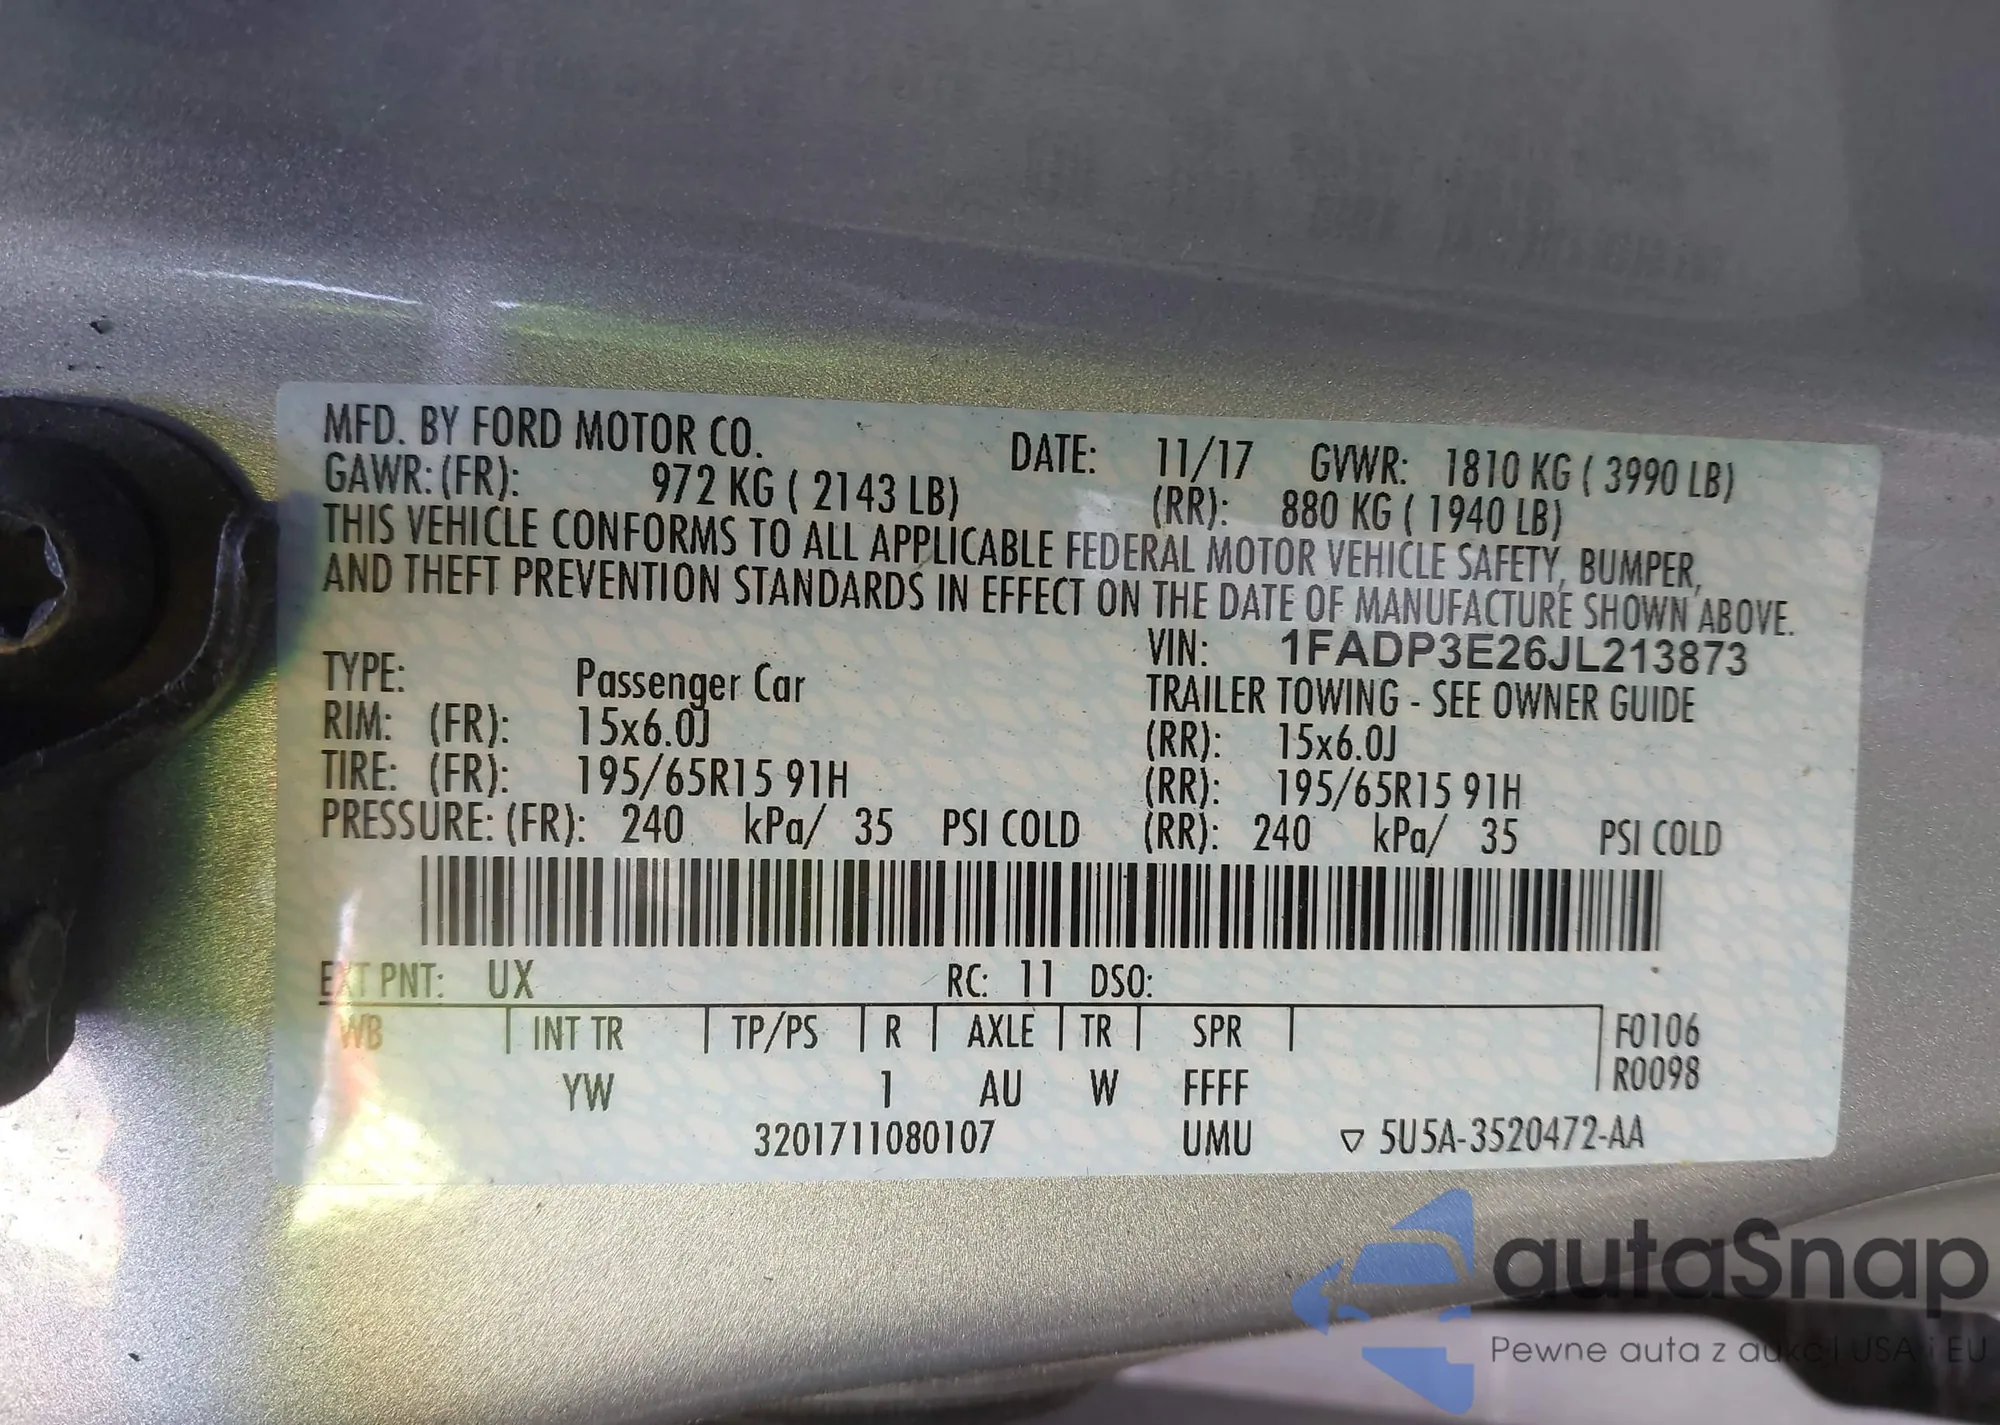 MFD. BY FORD MOTOR CO. DATE: 11/17 GVWR: 1810 KG ( 3990 LB)
GAWR: (FR): 972 KG ( 2143 LB) (RR): 880 KG ( 1940 LB)
THIS VEHICLE CONFORMS TO ALL APPLICABLE FEDERAL MOTOR VEHICLE SAFETY, BUMPER,
AND THEFT PREVENTION STANDARDS IN EFFECT ON THE DATE OF MANUFACTURE SHOWN ABOVE.
VIN: 1FADP3E26JL213873
TYPE: Passenger Car TRAILER TOWING - SEE OWNER GUIDE
RIM: (FR): 15x6.0J (RR): 15x6.0J
TIRE: (FR): 195/65R15 91H (RR): 195/65R15 91H
PRESSURE: (FR): 240 kPa/ 35 PSI COLD (RR): 240 kPa/ 35 PSI COLD
EXT PNT: UX RC: 11 DSO:
WB INT TR TP/PS R AXLE TR SPR F0106
R0098
YW 1 AU W FFFF
3201711080107 UMU ▽ 5U5A-3520472-AA
autaSnap
Pewne auta z aukcji USA i EU